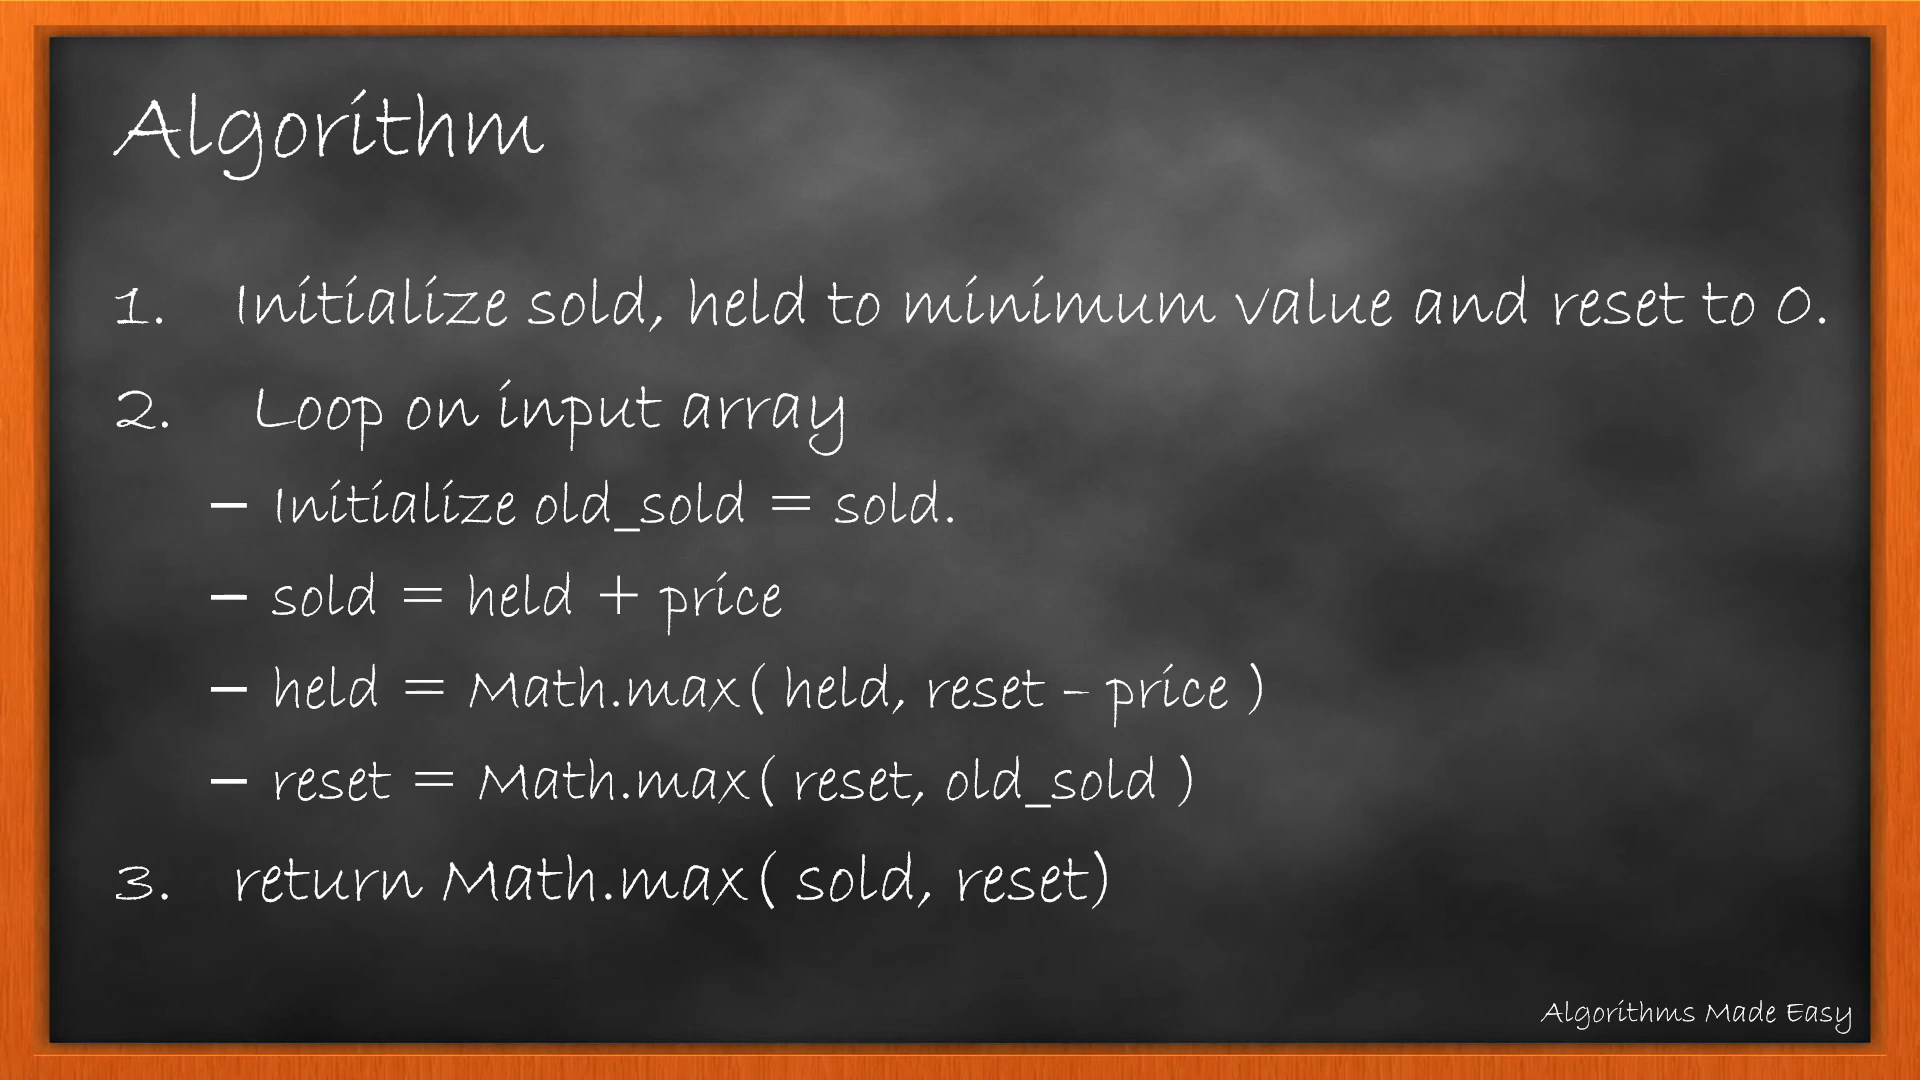 Algorithm
1. Initialize sold, held to minimum value and reset to 0.
2. Loop on input array
– Initialize old_sold = sold.
– sold = held + price
– held = Math.max( held, reset – price )
– reset = Math.max( reset, old_sold )
3. return Math.max( sold, reset)
Algorithms Made Easy